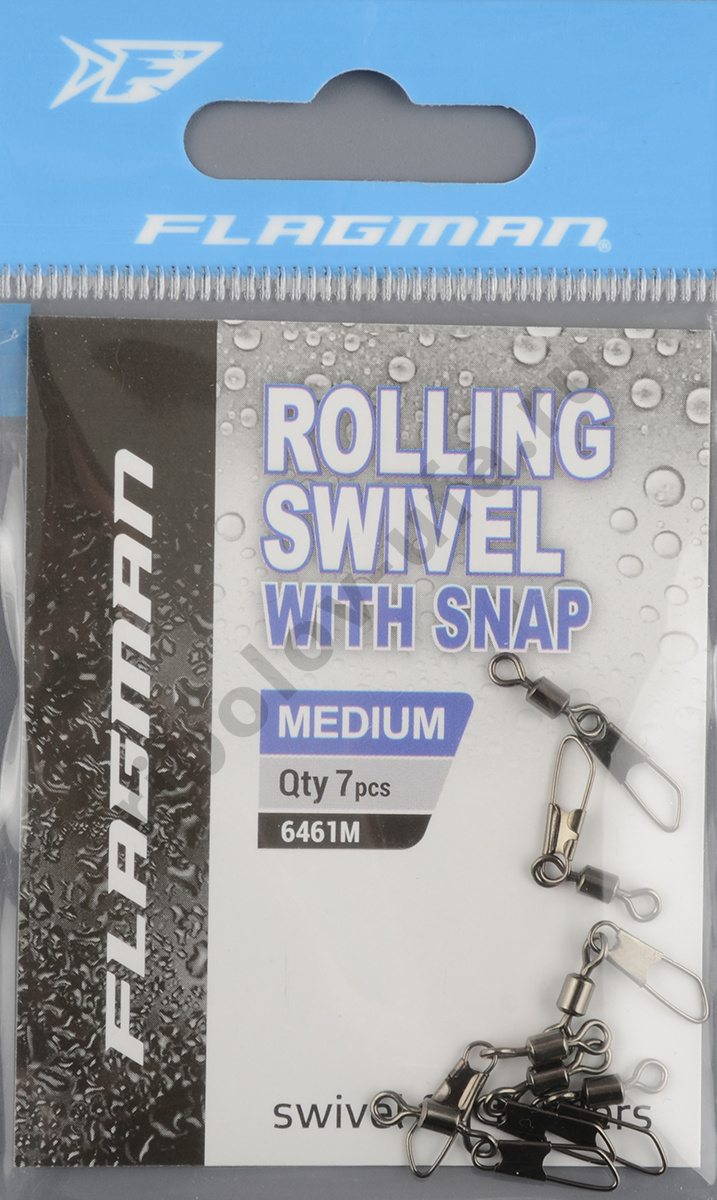 FLAGMAN®
ROLLING
SWIVEL
WITH SNAP
MEDIUM
Qty 7pcs
6461M
FLAGMAN